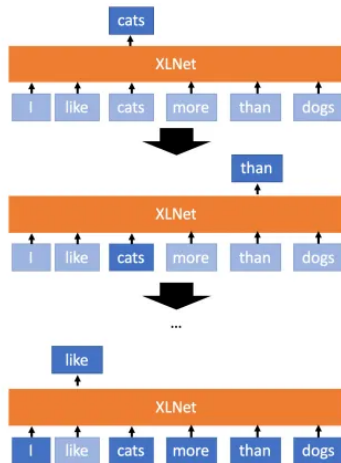 cats
XLNet
I like cats more than dogs
than
XLNet
I like cats more than dogs
...
like
XLNet
I like cats more than dogs